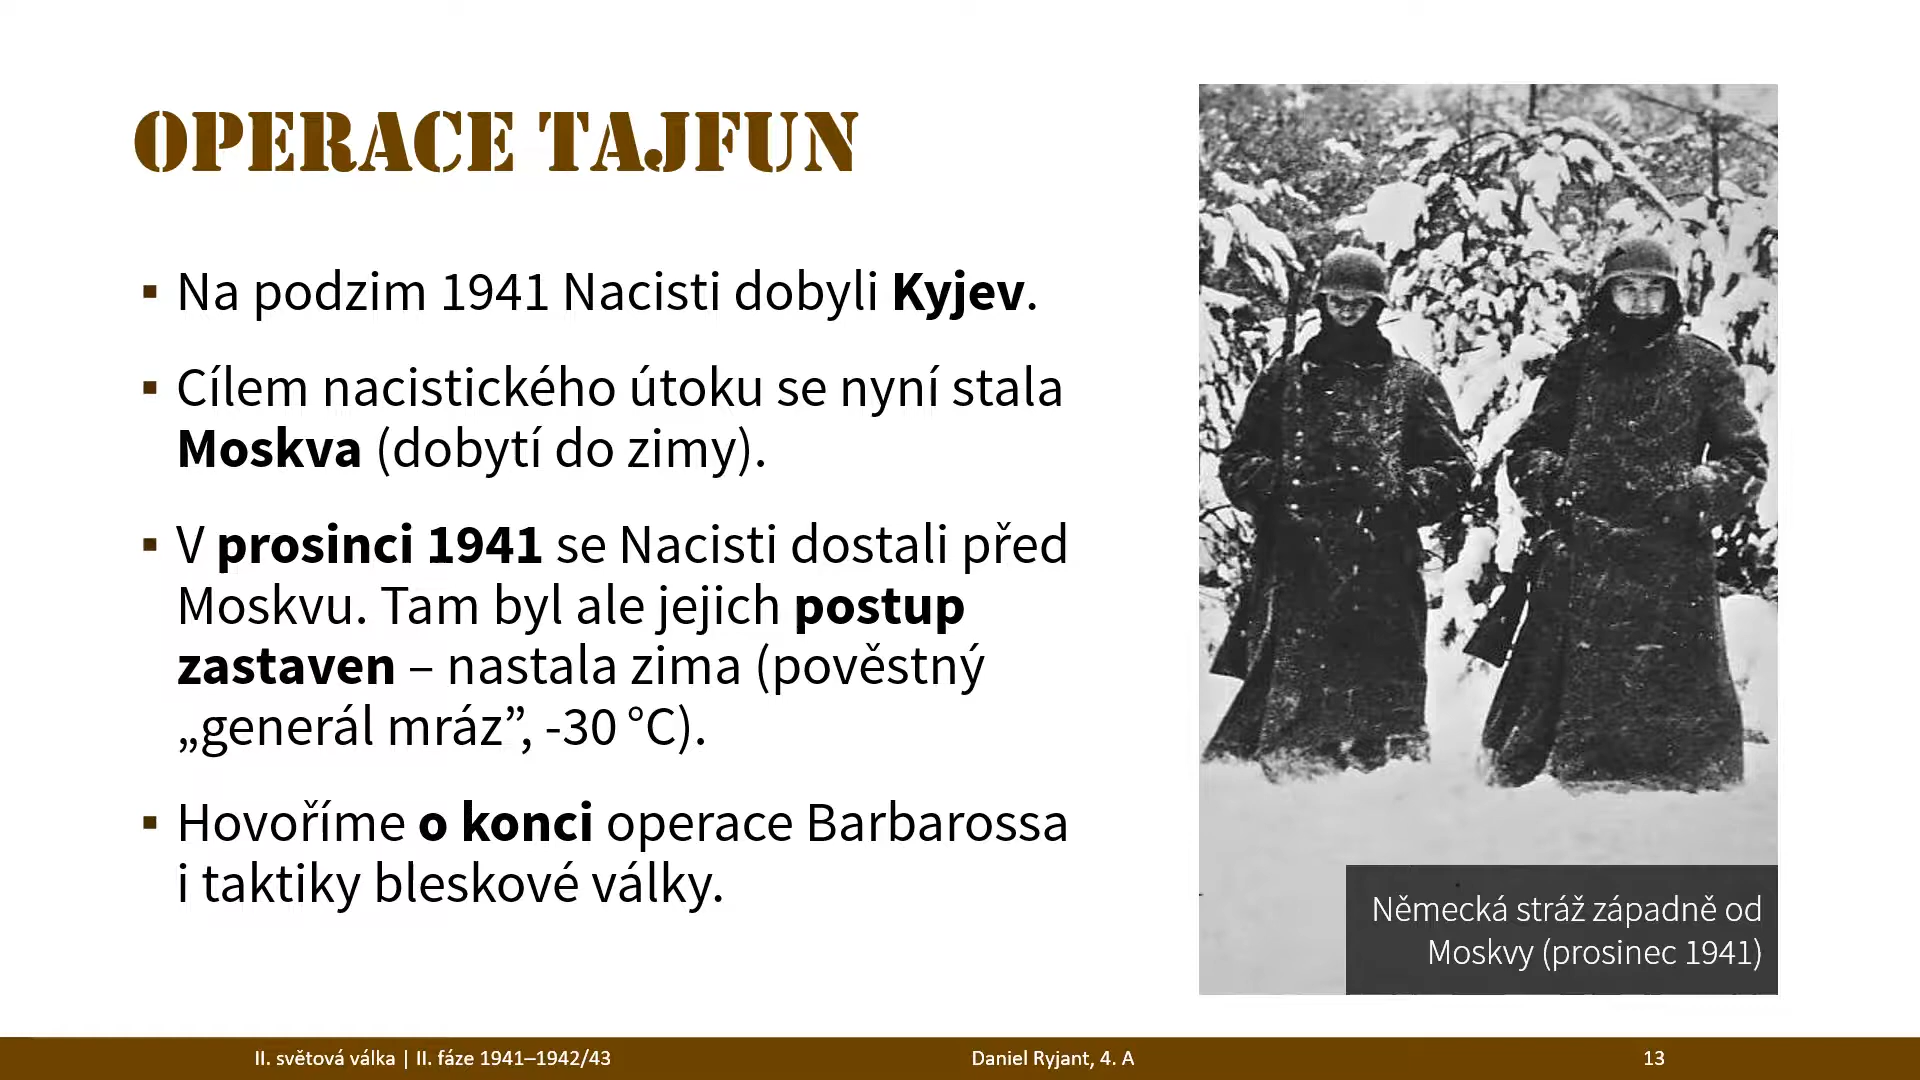 OPERACE TAJFUN
▪ Na podzim 1941 Nacisti dobyli Kyjev.
▪ Cílem nacistického útoku se nyní stala
Moskva (dobytí do zimy).
▪ V prosinci 1941 se Nacisti dostali před
Moskvu. Tam byl ale jejich postup
zastaven – nastala zima (pověstný
„generál mráz”, -30 °C).
▪ Hovoříme o konci operace Barbarossa
i taktiky bleskové války.
Německá stráž západně od
Moskvy (prosinec 1941)
II. světová válka | II. fáze 1941–1942/43
Daniel Ryjant, 4. A
13